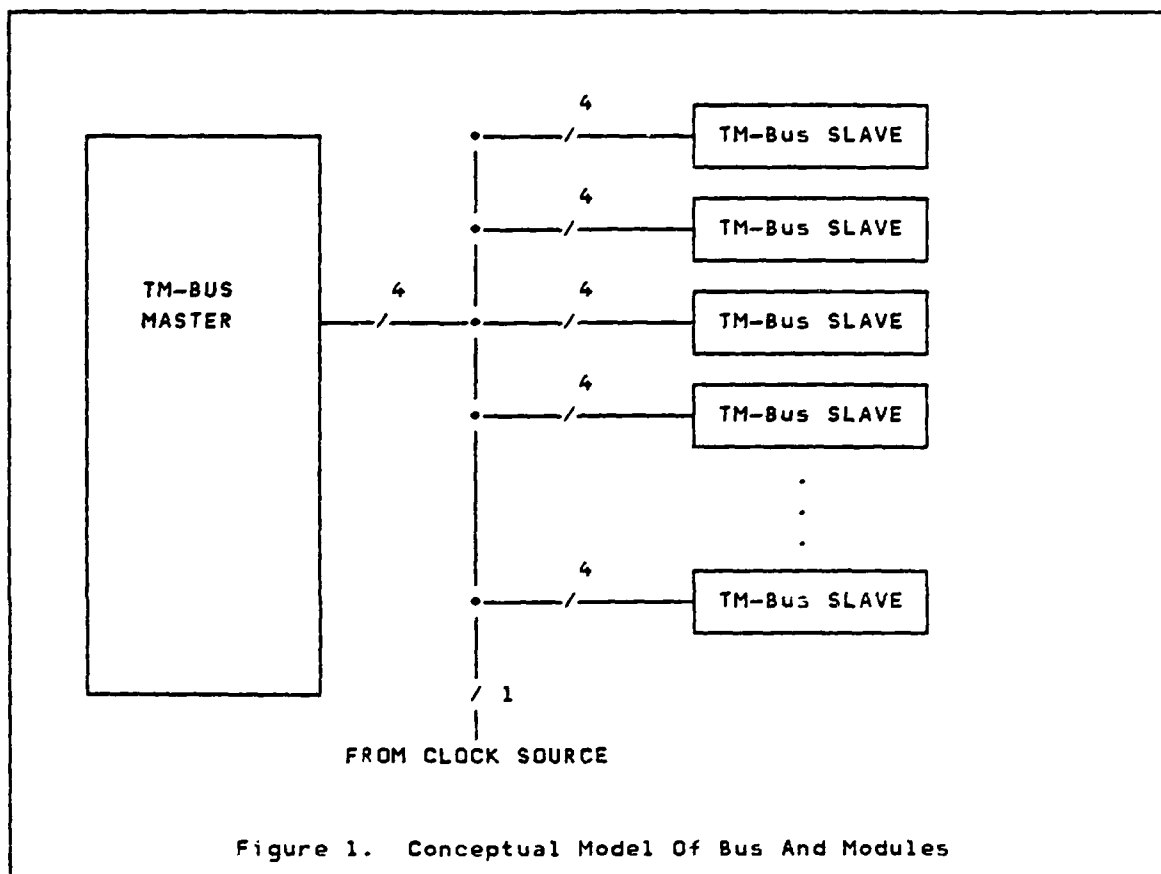 4
TM-Bus SLAVE
4
TM-Bus SLAVE
TM-BUS
MASTER
4
4
TM-Bus SLAVE
4
TM-Bus SLAVE
.
.
.
4
TM-Bus SLAVE
1
FROM CLOCK SOURCE
Figure 1. Conceptual Model Of Bus And Modules